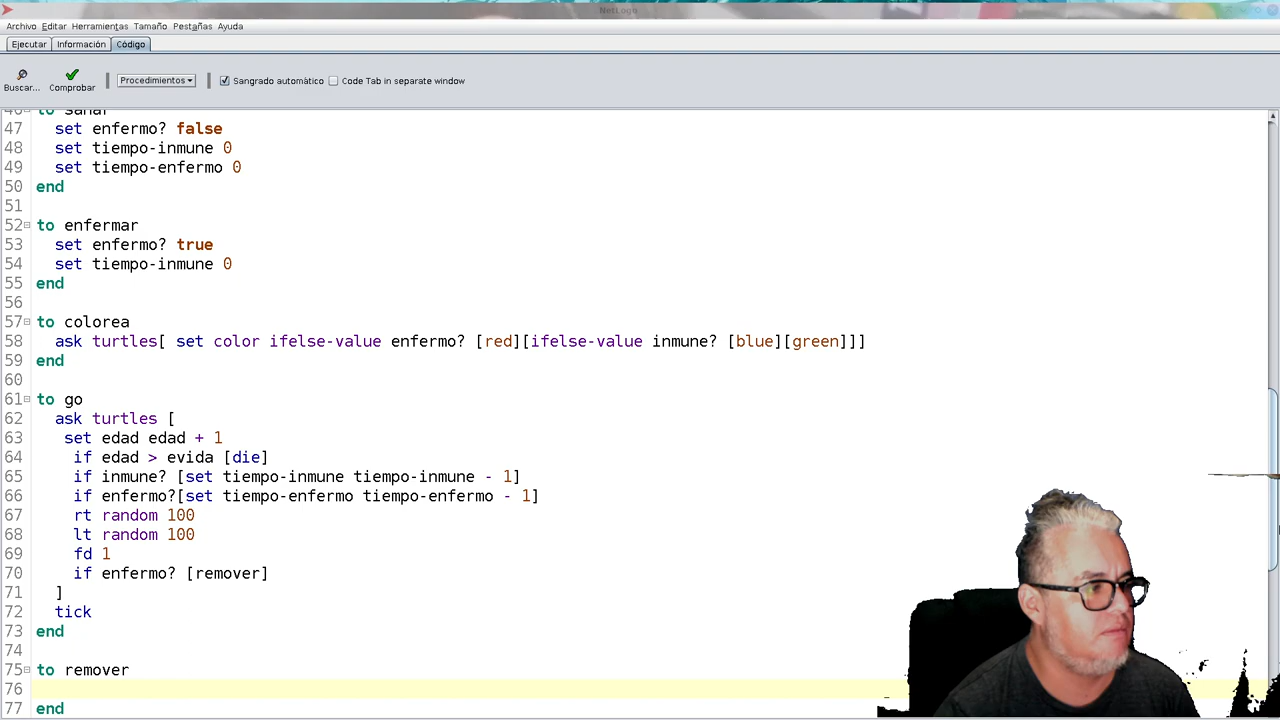 NetLogo
Archivo Editar Herramientas Tamaño Pestañas Ayuda
Ejecutar Información Código
Buscar... Comprobar Procedimientos Sangrado automático Code Tab in separate window
46 to sanar
47 set enfermo? false
48 set tiempo-inmune 0
49 set tiempo-enfermo 0
50 end
51
52 to enfermar
53 set enfermo? true
54 set tiempo-inmune 0
55 end
56
57 to colorea
58 ask turtles[ set color ifelse-value enfermo? [red][ifelse-value inmune? [blue][green]]]
59 end
60
61 to go
62 ask turtles [
63 set edad edad + 1
64 if edad > evida [die]
65 if inmune? [set tiempo-inmune tiempo-inmune - 1]
66 if enfermo?[set tiempo-enfermo tiempo-enfermo - 1]
67 rt random 100
68 lt random 100
69 fd 1
70 if enfermo? [remover]
71 ]
72 tick
73 end
74
75 to remover
76
77 end